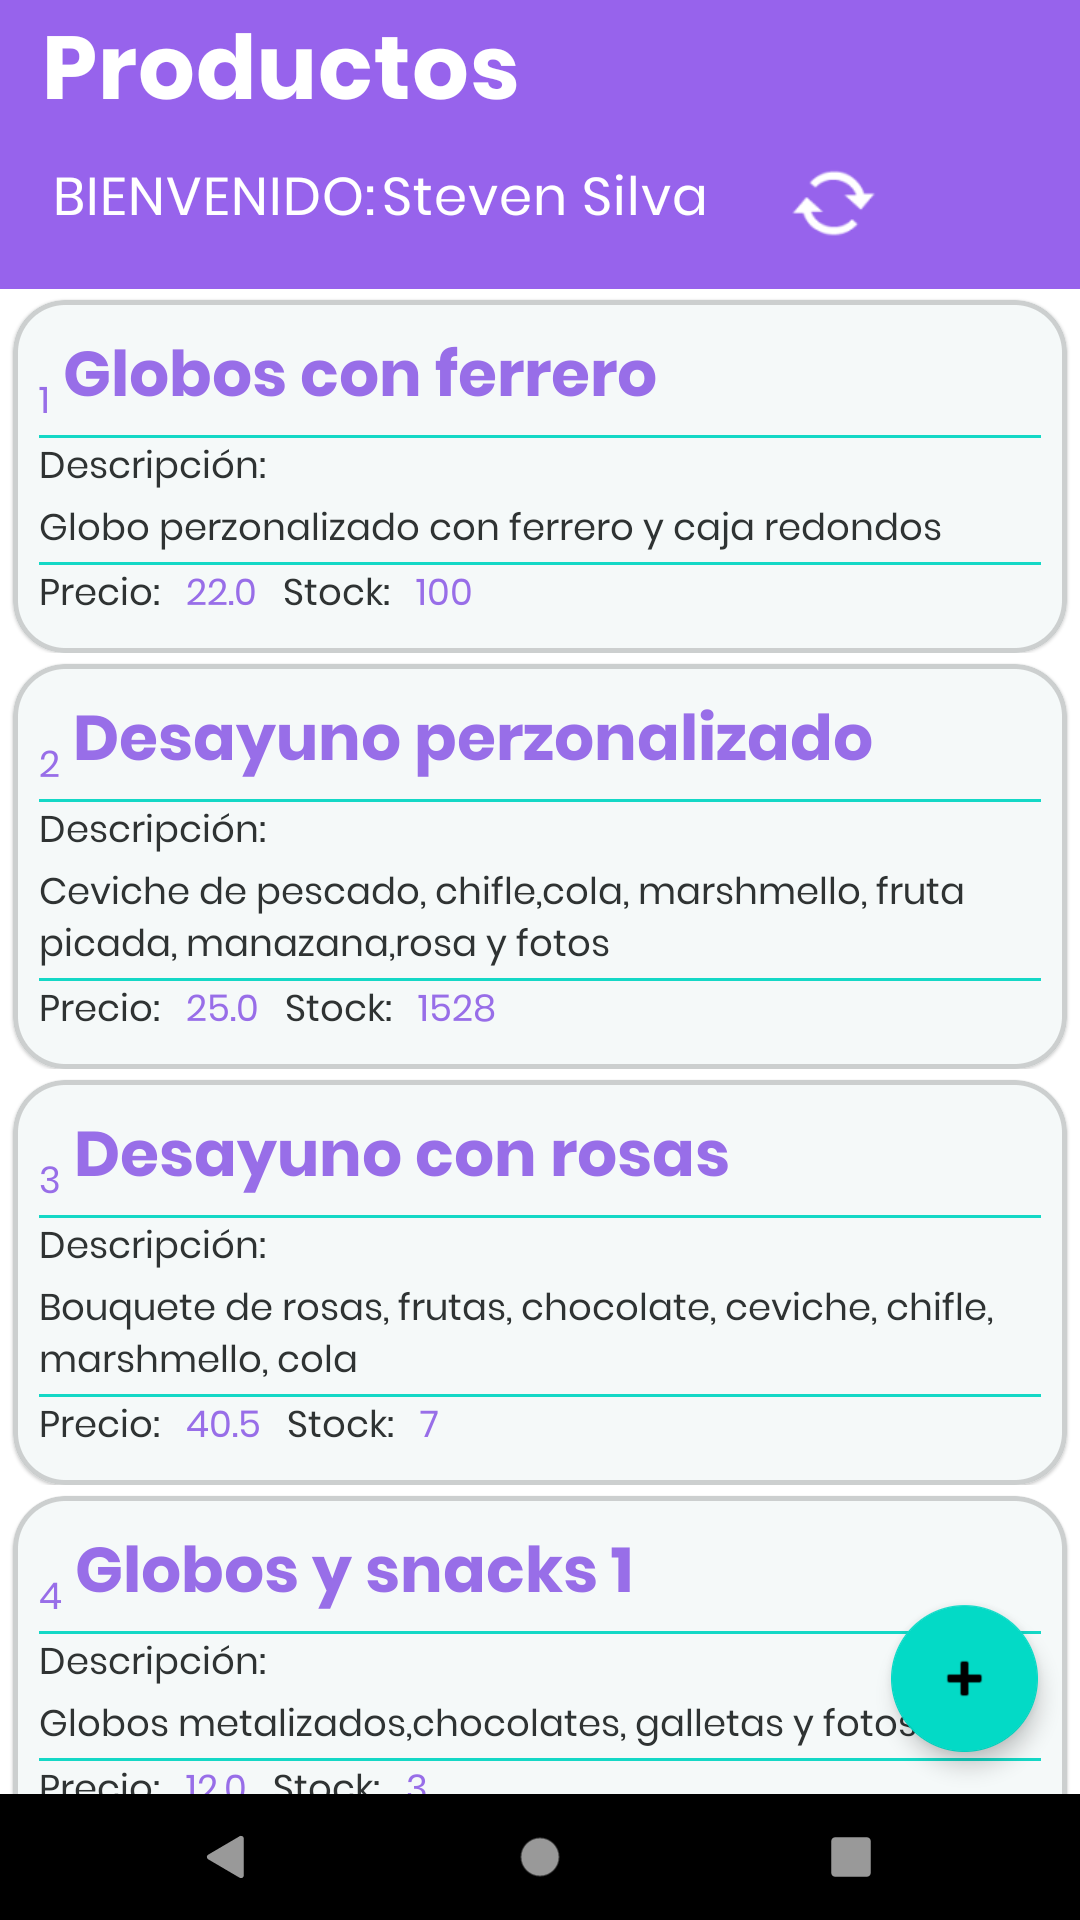 Productos
BIENVENIDO: Steven Silva
1 Globos con ferrero
Descripción:
Globo perzonalizado con ferrero y caja redondos
Precio: 22.0 Stock: 100
2 Desayuno perzonalizado
Descripción:
Ceviche de pescado, chifle,cola, marshmello, fruta
picada, manazana,rosa y fotos
Precio: 25.0 Stock: 1528
3 Desayuno con rosas
Descripción:
Bouquete de rosas, frutas, chocolate, ceviche, chifle,
marshmello, cola
Precio: 40.5 Stock: 7
4 Globos y snacks 1
Descripción:
Globos metalizados,chocolates, galletas y fotos
Precio: 12.0 Stock: 3